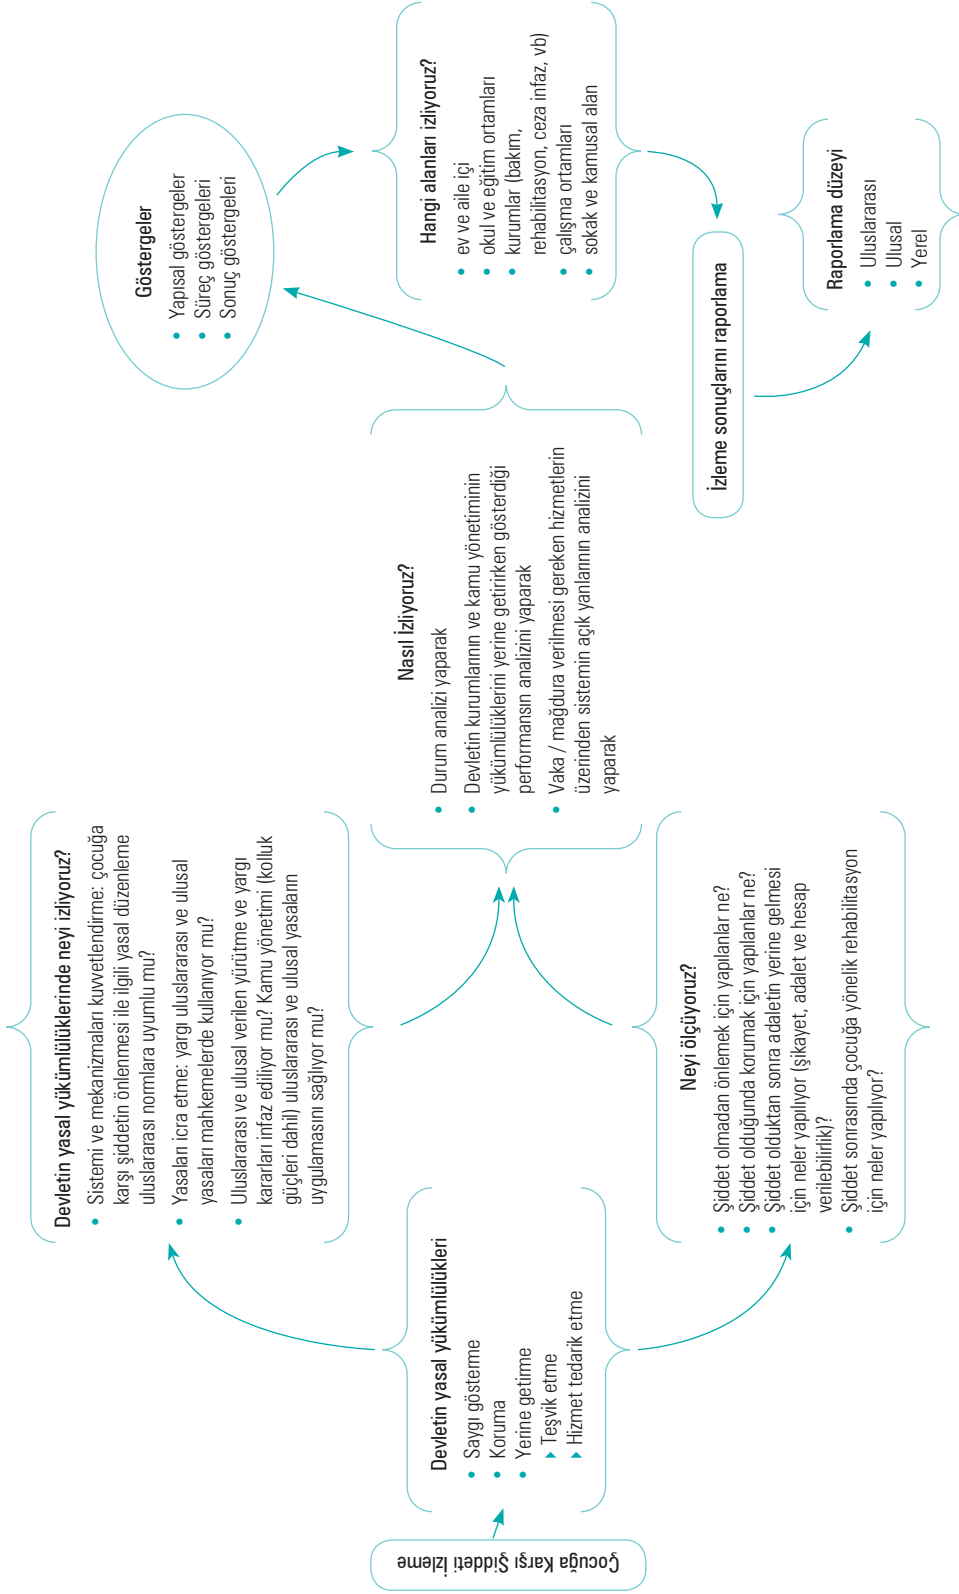 Çocuğa Karşı Şiddeti İzleme
Devletin yasal yükümlülükleri
• Saygı gösterme
• Koruma
• Yerine getirme
▸ Teşvik etme
▸ Hizmet tedarik etme
Devletin yasal yükümlülüklerinde neyi izliyoruz?
• Sistemi ve mekanizmaları kuvvetlendirme: çocuğa
karşı şiddetin önlenmesi ile ilgili yasal düzenleme
uluslararası normlara uyumlu mu?
• Yasaları icra etme: yargı uluslararası ve ulusal
yasaları mahkemelerde kullanıyor mu?
• Uluslararası ve ulusal verilen yürütme ve yargı
kararları infaz ediliyor mu? Kamu yönetimi (kolluk
güçleri dahil) uluslararası ve ulusal yasaların
uygulamasını sağlıyor mu?
Neyi ölçüyoruz?
• Şiddet olmadan önlemek için yapılanlar ne?
• Şiddet olduğunda korumak için yapılanlar ne?
• Şiddet olduktan sonra adaletin yerine gelmesi
için neler yapılıyor (şikayet, adalet ve hesap
verilebilirlik)?
• Şiddet sonrasında çocuğa yönelik rehabilitasyon
için neler yapılıyor?
Nasıl İzliyoruz?
• Durum analizi yaparak
• Devletin kurumlarının ve kamu yönetiminin
yükümlülüklerini yerine getirirken gösterdiği
performansın analizini yaparak
• Vaka / mağdura verilmesi gereken hizmetlerin
üzerinden sistemin açık yanlarının analizini
yaparak
Göstergeler
• Yapısal göstergeler
• Süreç göstergeleri
• Sonuç göstergeleri
Hangi alanları izliyoruz?
• ev ve aile içi
• okul ve eğitim ortamları
• kurumlar (bakım,
rehabilitasyon, ceza infaz, vb)
• çalışma ortamları
• sokak ve kamusal alan
İzleme sonuçlarını raporlama
Raporlama düzeyi
• Uluslararası
• Ulusal
• Yerel